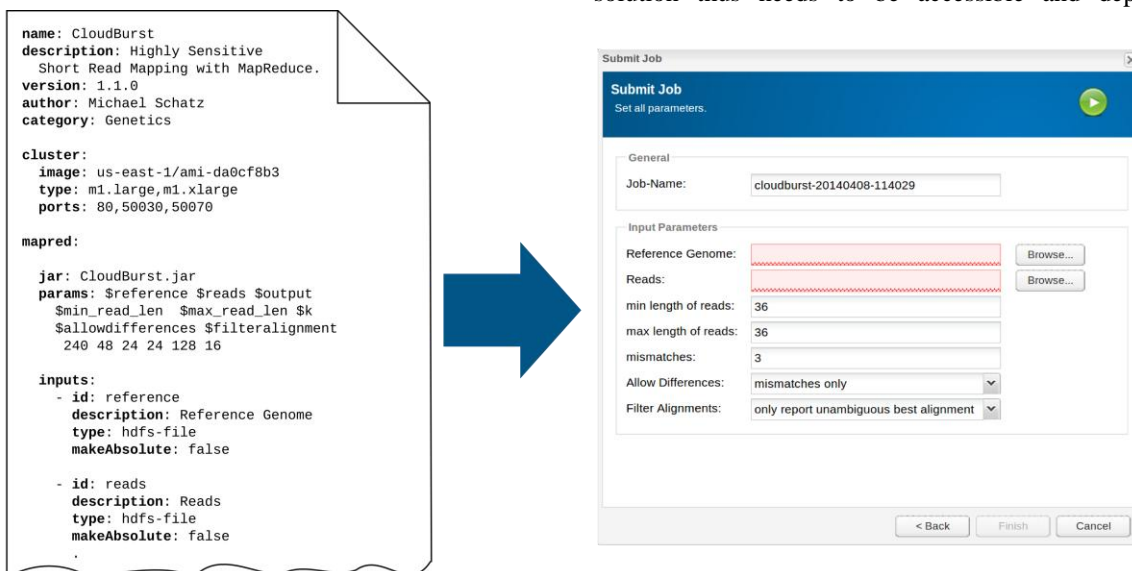 solution thus needs to be accessible and dep
name: CloudBurst
description: Highly Sensitive
Short Read Mapping with MapReduce.
version: 1.1.0
author: Michael Schatz
category: Genetics
cluster:
image: us-east-1/ami-da0cf8b3
type: m1.large,m1.xlarge
ports: 80,50030,50070
mapred:
jar: CloudBurst.jar
params: $reference $reads $output
$min_read_len $max_read_len $k
$allowdifferences $filteralignment
240 48 24 24 128 16
inputs:
- id: reference
description: Reference Genome
type: hdfs-file
makeAbsolute: false
- id: reads
description: Reads
type: hdfs-file
makeAbsolute: false
.
Submit Job
Submit Job
Set all parameters.
General
Job-Name: cloudburst-20140408-114029
Input Parameters
Reference Genome: Browse...
Reads: Browse...
min length of reads: 36
max length of reads: 36
mismatches: 3
Allow Differences: mismatches only
Filter Alignments: only report unambiguous best alignment
< Back Finish Cancel